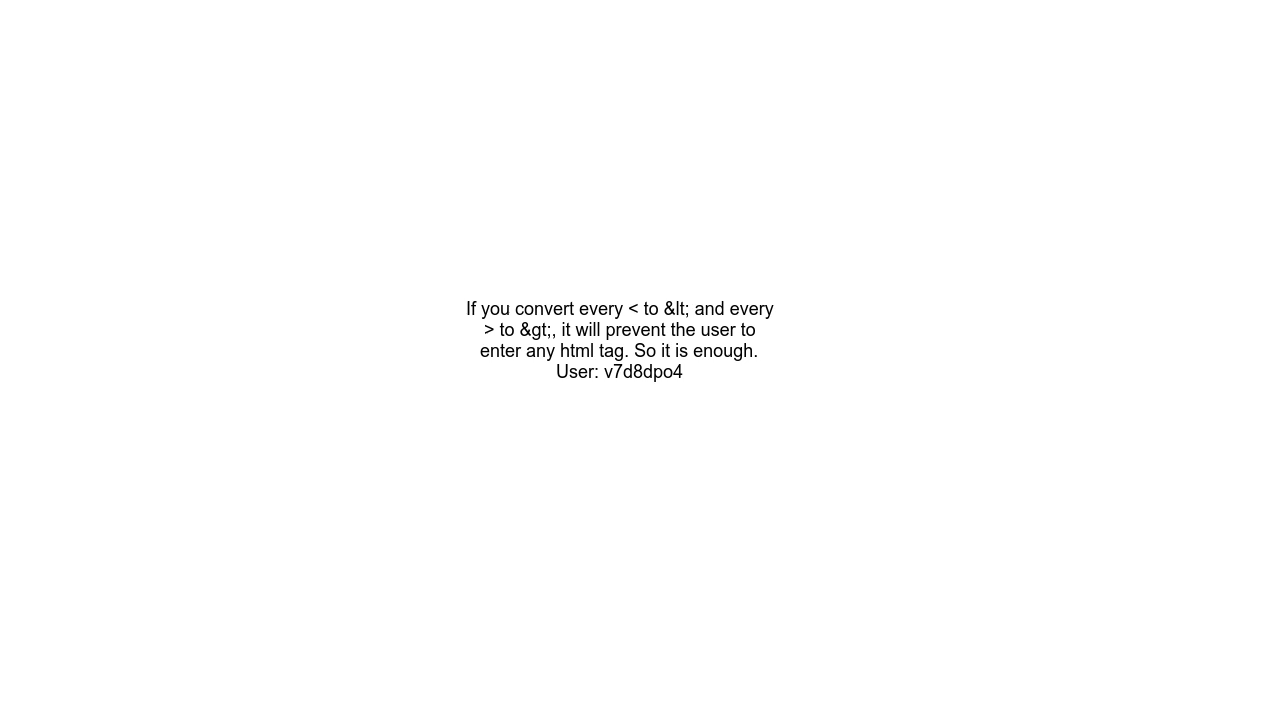 If you convert every < to &lt; and every
> to &gt;, it will prevent the user to
enter any html tag. So it is enough.
User: v7d8dpo4